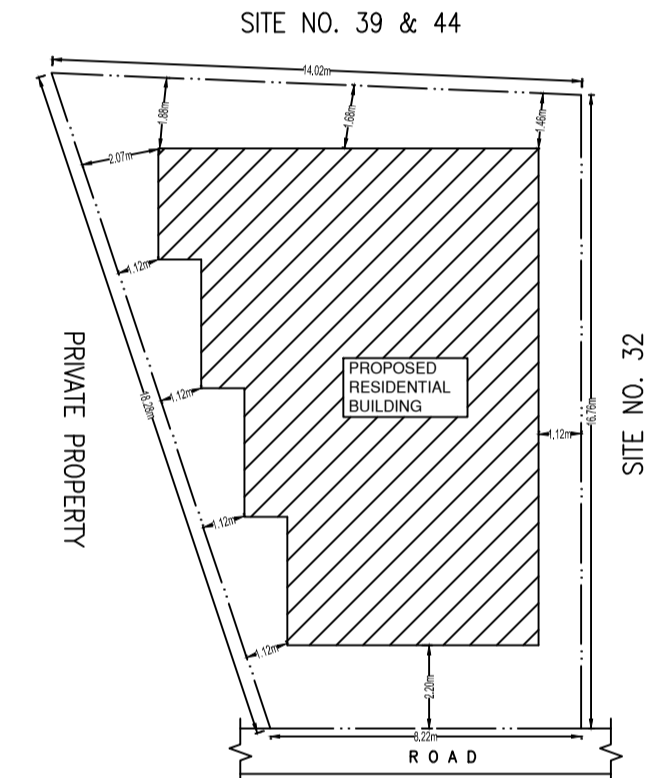 SITE NO. 39 & 44
14.02m
1.88m
1.68m
1.46m
2.07m
1.12m
PROPOSED
RESIDENTIAL
BUILDING
PRIVATE PROPERTY
18.28m
1.12m
1.12m
16.76m
SITE NO. 32
1.12m
1.12m
2.20m
8.22m
ROAD